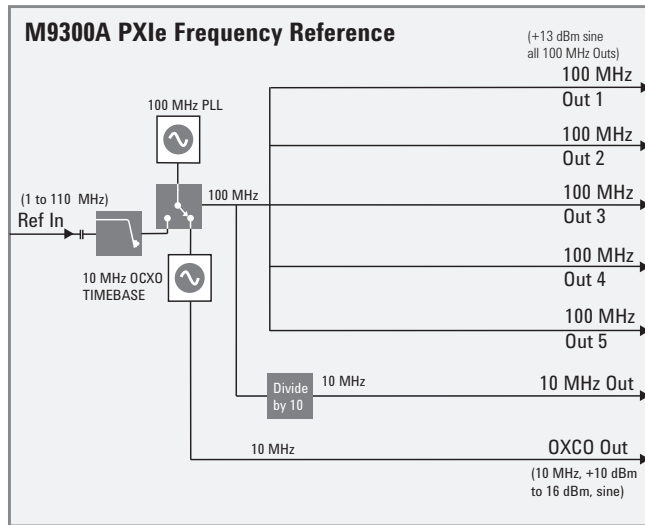 M9300A PXIe Frequency Reference
(+13 dBm sine
all 100 MHz Outs)
100 MHz
Out 1
100 MHz PLL
100 MHz
Out 2
(1 to 110 MHz)
Ref In
100 MHz
100 MHz
Out 3
10 MHz OCXO
TIMEBASE
100 MHz
Out 4
100 MHz
Out 5
Divide
by 10
10 MHz
10 MHz Out
10 MHz
OXCO Out
(10 MHz, +10 dBm
to 16 dBm, sine)